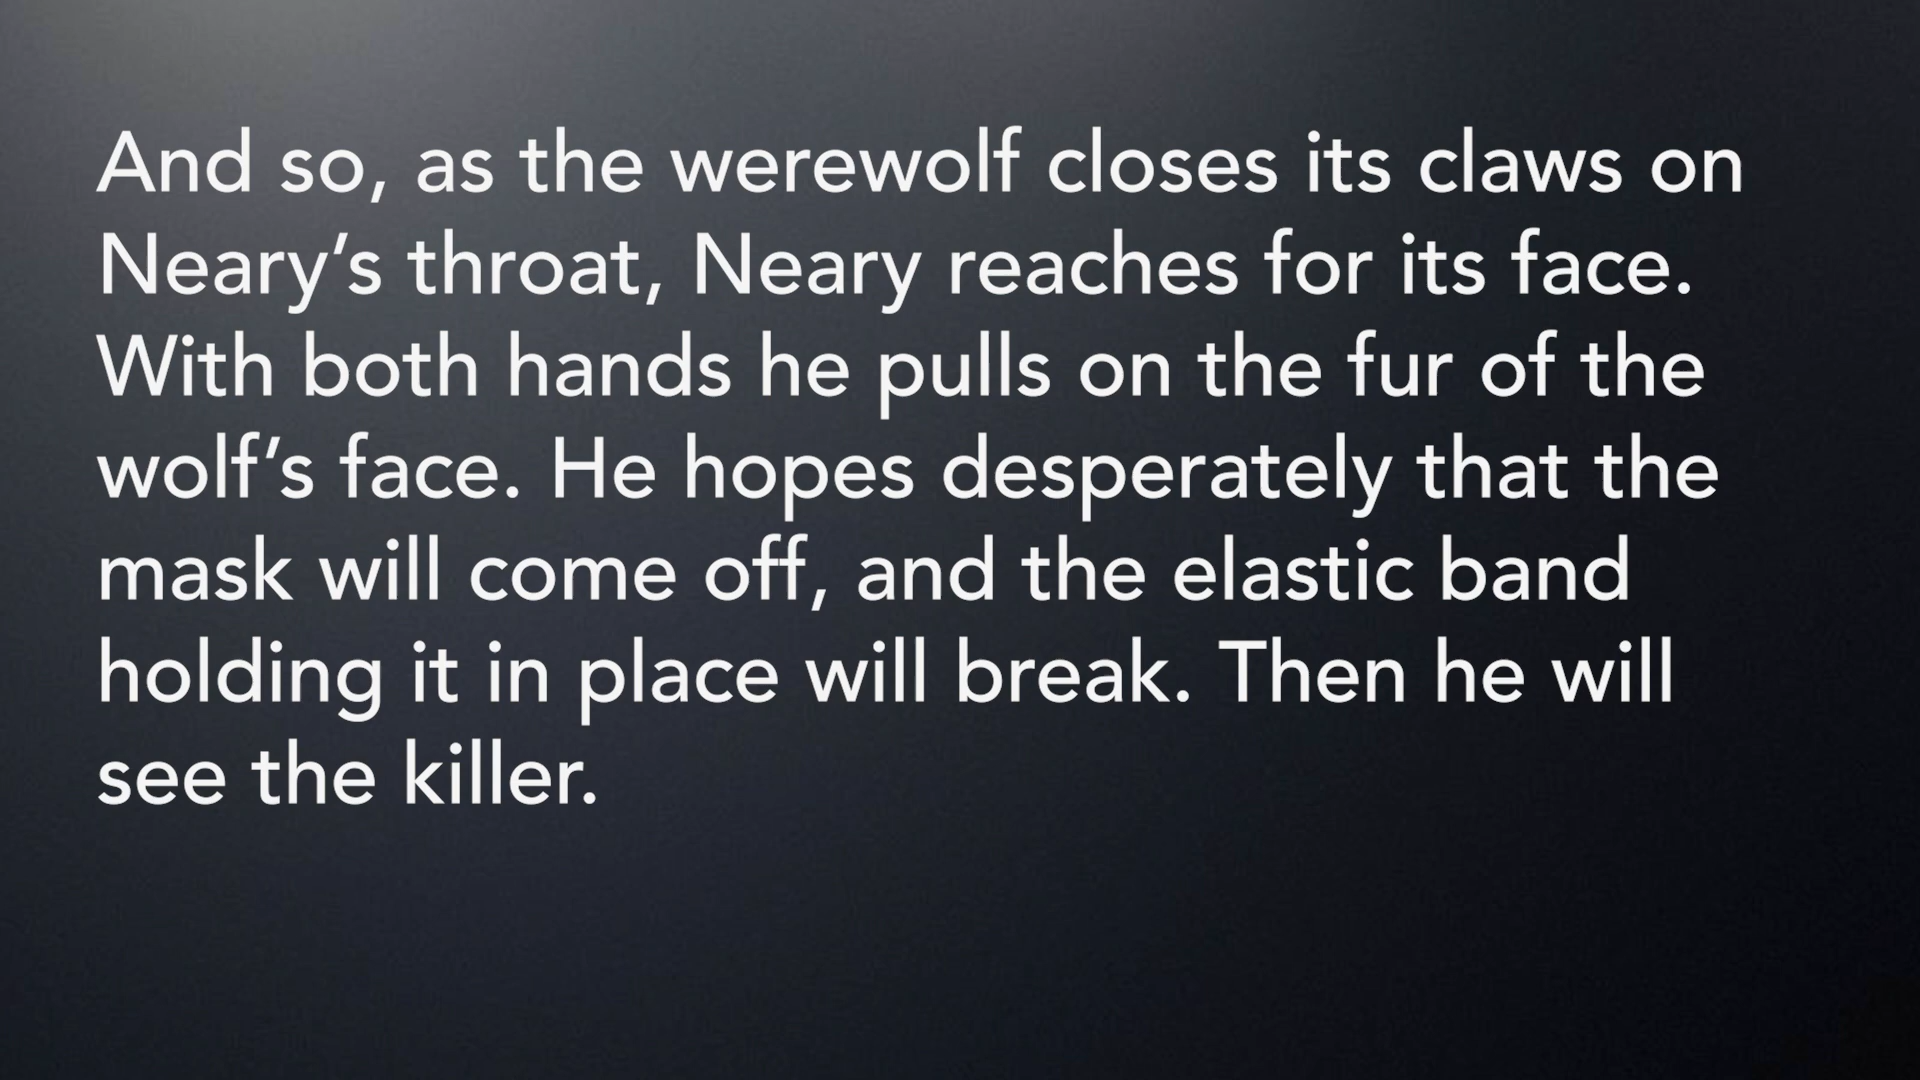 And so, as the werewolf closes its claws on
Neary’s throat, Neary reaches for its face.
With both hands he pulls on the fur of the
wolf’s face. He hopes desperately that the
mask will come off, and the elastic band
holding it in place will break. Then he will
see the killer.